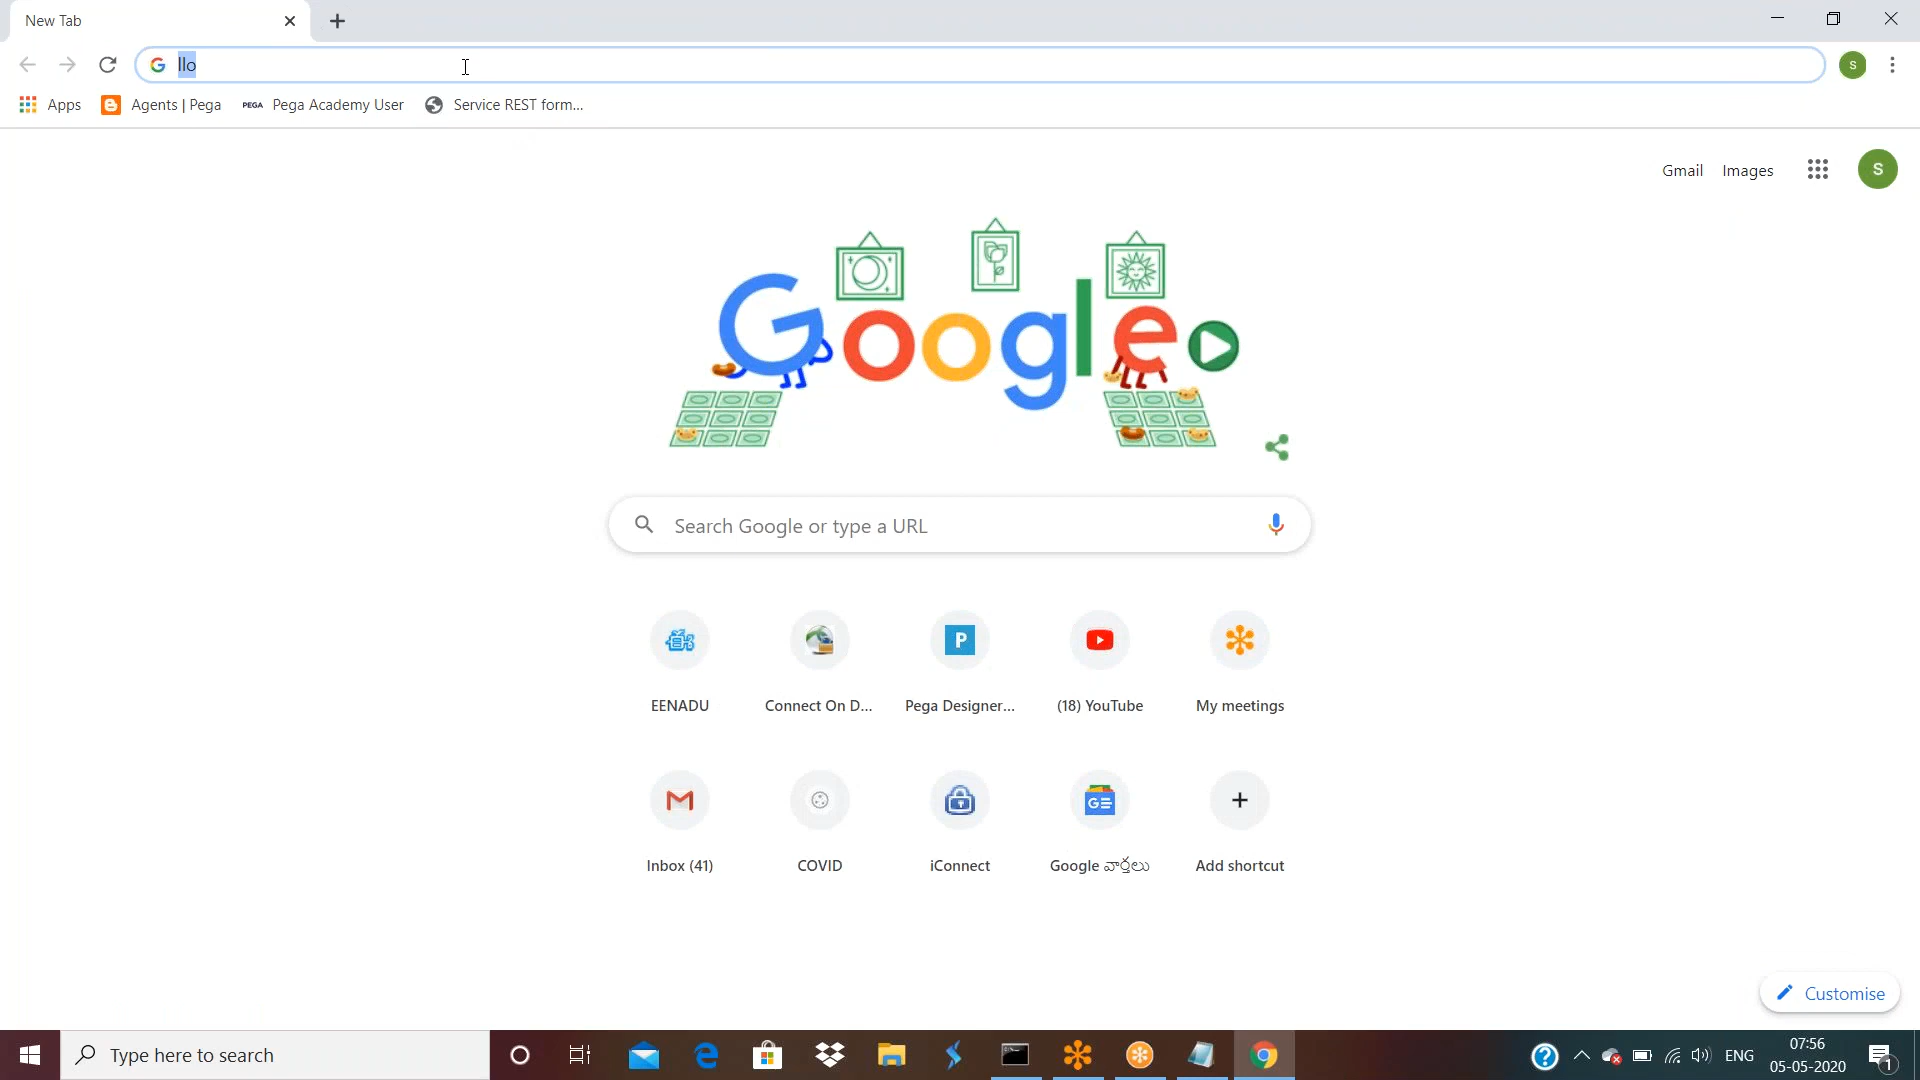 New Tab
llo
Apps Agents | Pega PEGA Pega Academy User Service REST form...
S
Gmail Images
S
Google
Search Google or type a URL
EENADU Connect On D... Pega Designer... (18) YouTube My meetings
Inbox (41) COVID iConnect Google వార్తలు Add shortcut
Customise
Type here to search
ENG
07:56
05-05-2020
1